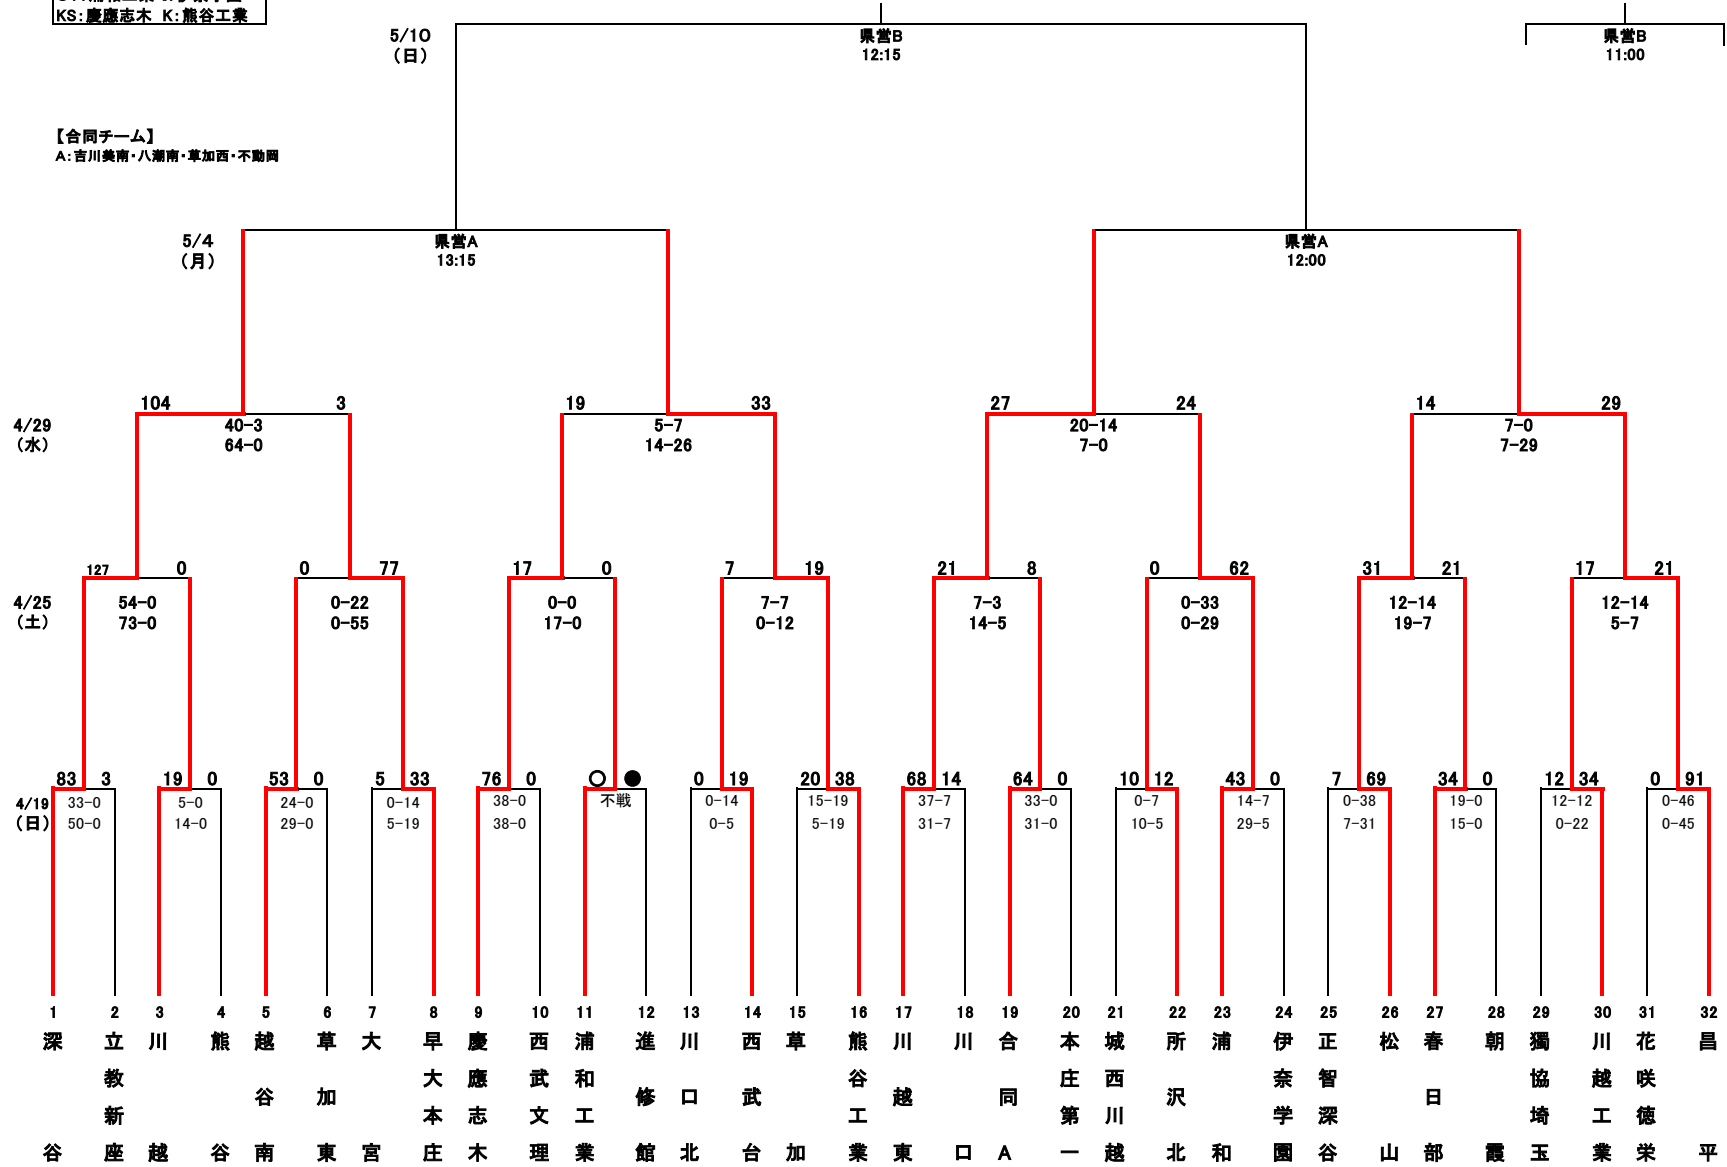 KS:慶應志木 K:熊谷工業
5/10
(日)
県営B
12:15
県営B
11:00
【合同チーム】
A:吉川美南・八潮南・草加西・不動岡
5/4
(月)
県営A
13:15
県営A
12:00
104 3 19 33 27 24 14 29
4/29
(水)
40-3 5-7 20-14 7-0
64-0 14-26 7-0 7-29
127 0 0 77 17 0 7 19 21 8 0 62 31 21 17 21
4/25
(土)
54-0 0-22 0-0 7-7 7-3 0-33 12-14 12-14
73-0 0-55 17-0 0-12 14-5 0-29 19-7 5-7
83 3 19 0 53 0 5 33 76 0 ○ ● 0 19 20 38 68 14 64 0 10 12 43 0 7 69 34 0 12 34 0 91
4/19
(日)
33-0 5-0 24-0 0-14 38-0 不戦 0-14 15-19 37-7 33-0 0-7 14-7 0-38 19-0 12-12 0-46
50-0 14-0 29-0 5-19 38-0 0-5 5-19 31-7 31-0 10-5 29-5 7-31 15-0 0-22 0-45
1 2 3 4 5 6 7 8 9 10 11 12 13 14 15 16 17 18 19 20 21 22 23 24 25 26 27 28 29 30 31 32
深谷
立教新座
川越
熊谷
越谷南
草加東
大宮
早大本庄
慶應志木
西武文理
浦和工業
進修館
川口北
西武台
草加
熊谷工業
川越東
川口
合同A
本庄第一
城西川越
所沢北
浦和
伊奈学園
正智深谷
松山
春日部
朝霞
獨協埼玉
川越工業
花咲徳栄
昌平